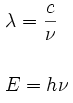 λ = c/ν
E = hν